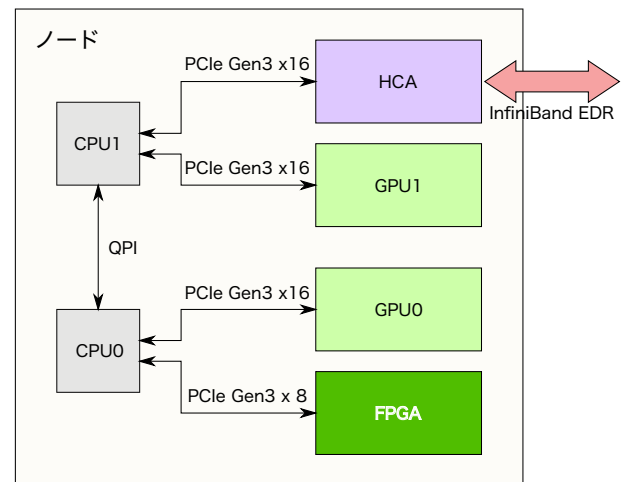 ノード
PCIe Gen3 x16
HCA
InfiniBand EDR
CPU1
PCIe Gen3 x16
GPU1
QPI
PCIe Gen3 x16
GPU0
CPU0
PCIe Gen3 x 8
FPGA